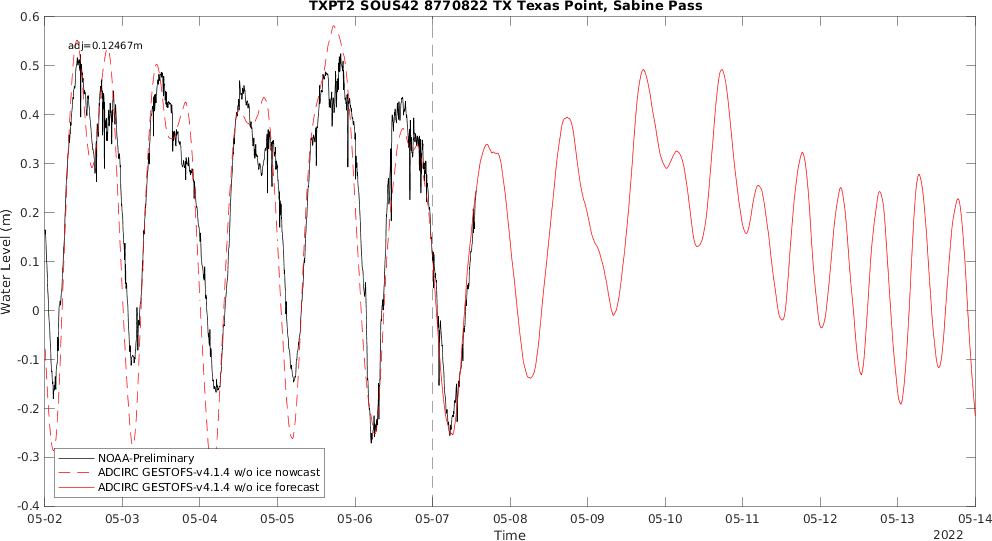 TXPT2 SOUS42 8770822 TX Texas Point, Sabine Pass
adj=0.12467m
Water Level (m)
0.6
0.5
0.4
0.3
0.2
0.1
0
-0.1
-0.2
-0.3
-0.4
NOAA-Preliminary
ADCIRC GESTOFS-v4.1.4 w/o ice nowcast
ADCIRC GESTOFS-v4.1.4 w/o ice forecast
05-02 05-03 05-04 05-05 05-06 05-07 05-08 05-09 05-10 05-11 05-12 05-13 05-14
Time
2022